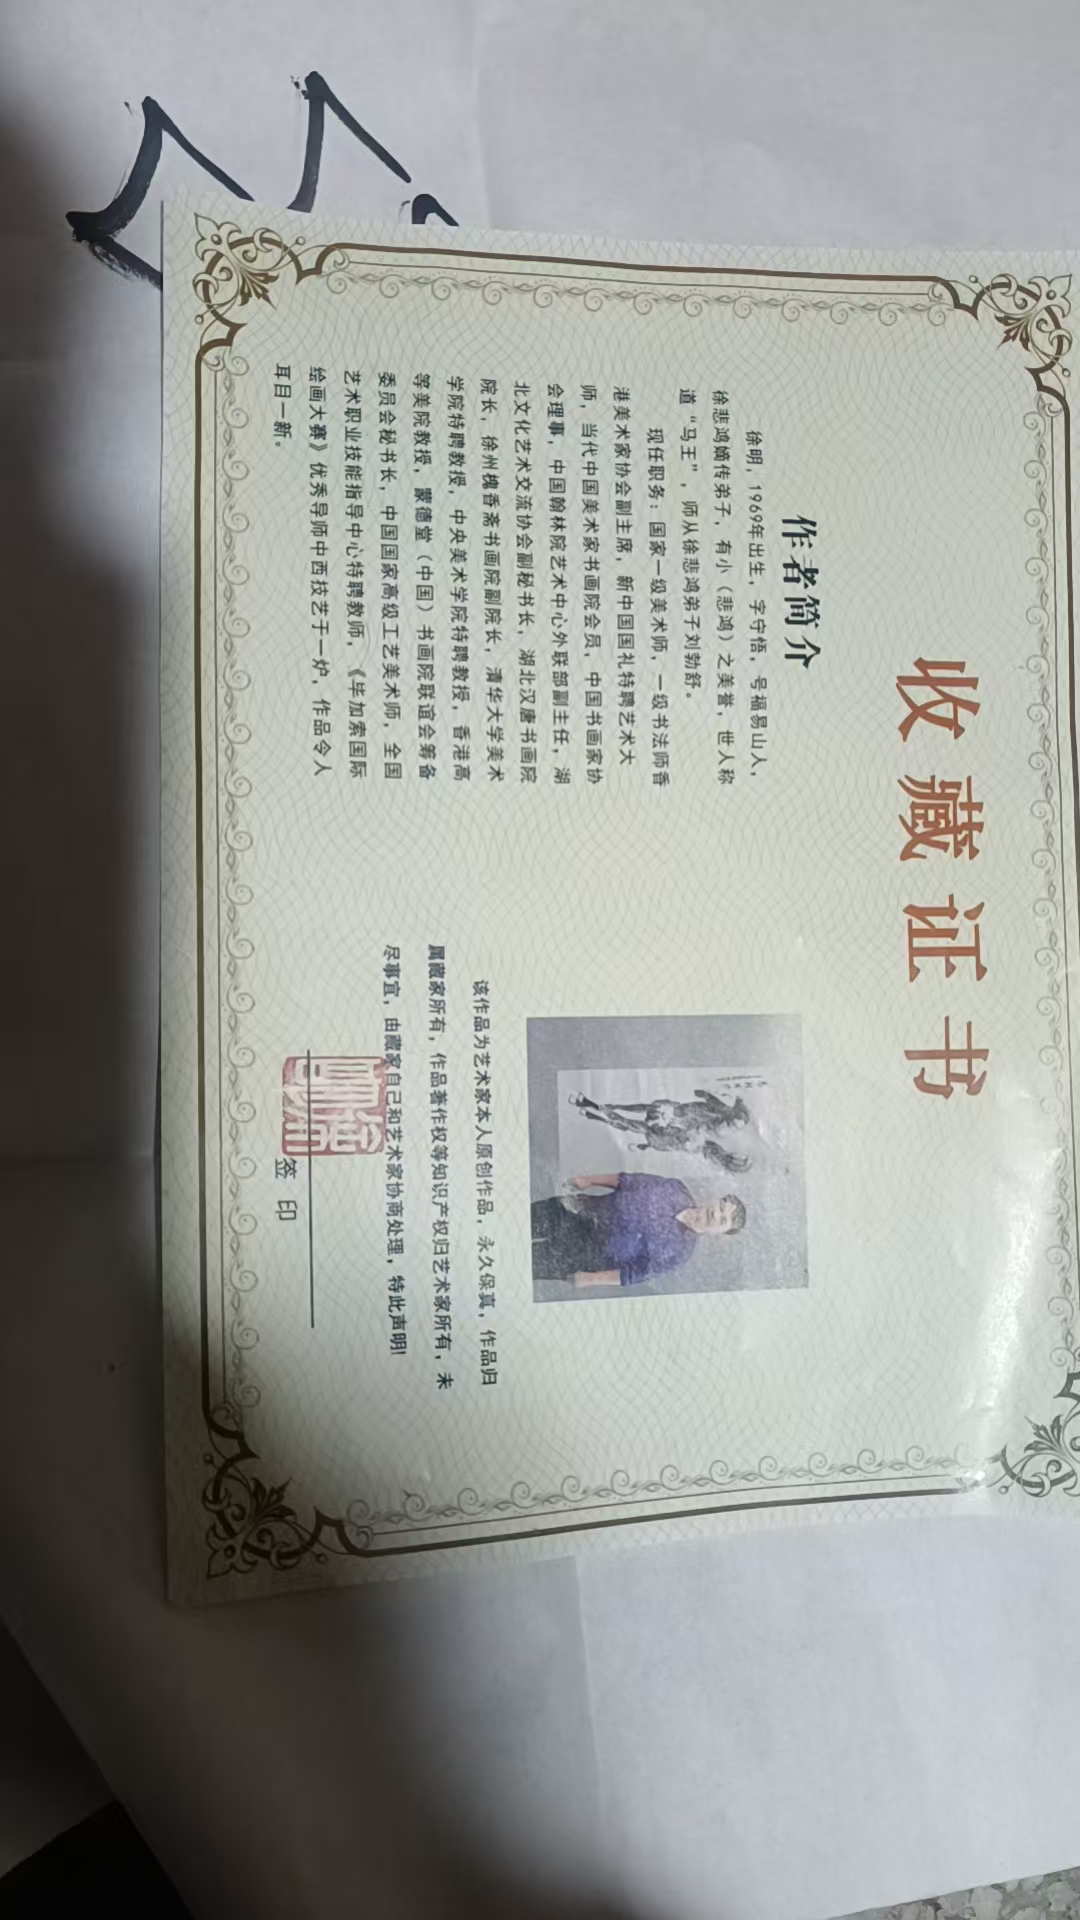 收藏证书
作者简介
徐明，1969年出生，字守悟，号福易山人，
徐悲鸿嫡传弟子，有小（悲鸿）之美誉，世人称
道“马王”，师从徐悲鸿弟子刘勃舒。
现任职务：国家一级美术师，一级书法师香
港美术家协会副主席，新中国国礼特聘艺术大
师，当代中国美术家书画院会员，中国书画家协
会理事，中国翰林院艺术中心外联部副主任，湖
北文化艺术交流协会副秘书长，湖北汉唐书画院
院长，徐州槐香斋书画院副院长，清华大学美术
学院特聘教授，中央美术学院特聘教授，香港高
等美院教授，蒙德堂（中国）书画院联谊会筹备
委员会秘书长，中国国家高级工艺美术师，全国
艺术职业技能指导中心特聘教师，《毕加索国际
绘画大赛》优秀导师中西技艺于一炉，作品令人
耳目一新。
该作品为艺术家本人原创作品，永久保真，作品归
属藏家所有，作品著作权等知识产权归艺术家所有，未
尽事宜，由藏家自己和艺术家协商处理，特此声明!
签 印